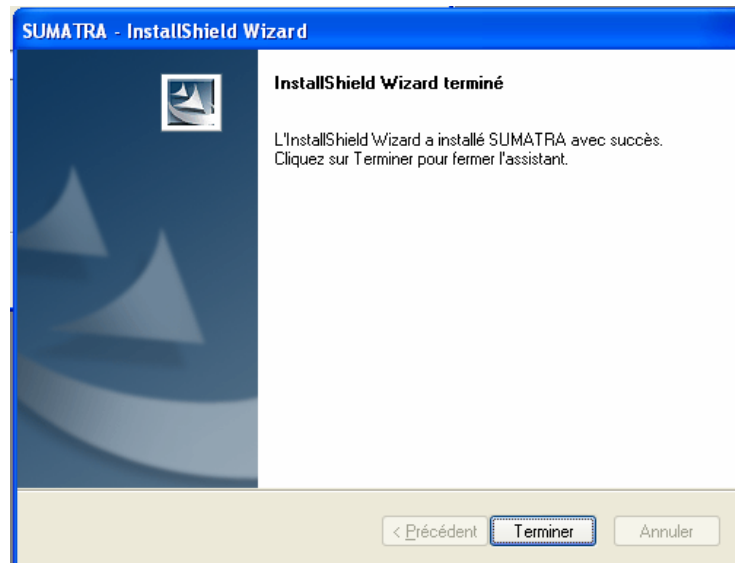 SUMATRA - InstallShield Wizard
InstallShield Wizard terminé
L'InstallShield Wizard a installé SUMATRA avec succès.
Cliquez sur Terminer pour fermer l'assistant.
< Précédent Terminer Annuler